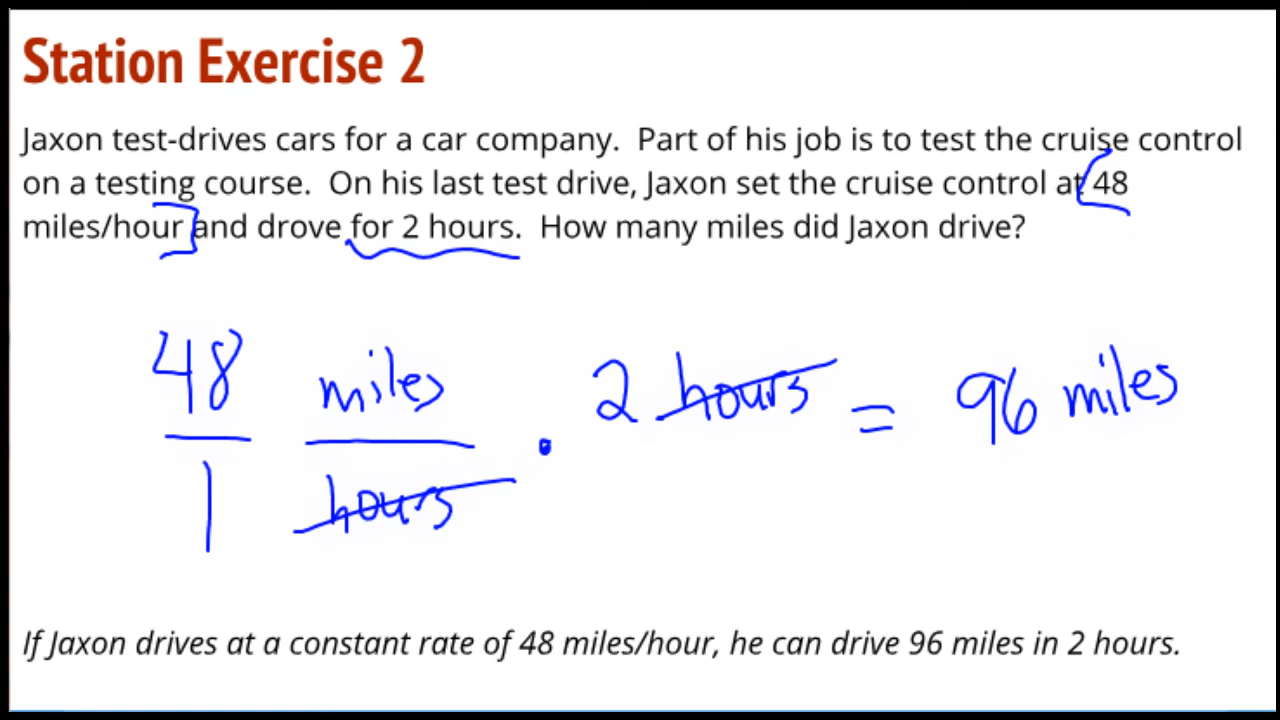 Station Exercise 2
Jaxon test-drives cars for a car company. Part of his job is to test the cruise control
on a testing course. On his last test drive, Jaxon set the cruise control at 48
miles/hour and drove for 2 hours. How many miles did Jaxon drive?
48 miles · 2 hours = 96 miles
1 hours
If Jaxon drives at a constant rate of 48 miles/hour, he can drive 96 miles in 2 hours.